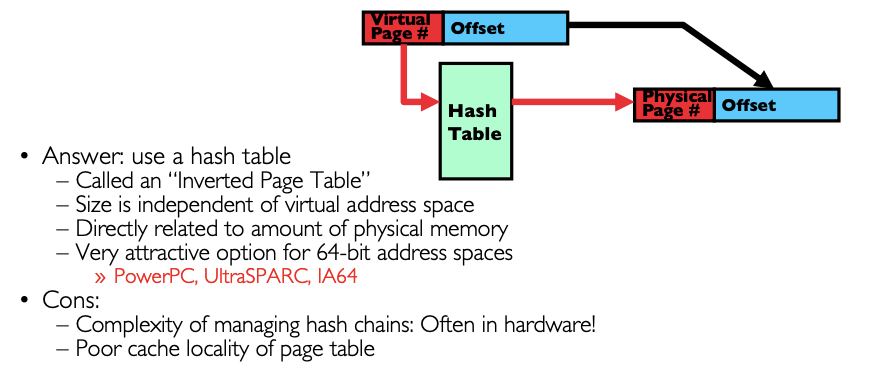 Virtual
Page #
Offset
Hash
Table
Physical
Page #
Offset
• Answer: use a hash table
– Called an “Inverted Page Table”
– Size is independent of virtual address space
– Directly related to amount of physical memory
– Very attractive option for 64-bit address spaces
» PowerPC, UltraSPARC, IA64
• Cons:
– Complexity of managing hash chains: Often in hardware!
– Poor cache locality of page table